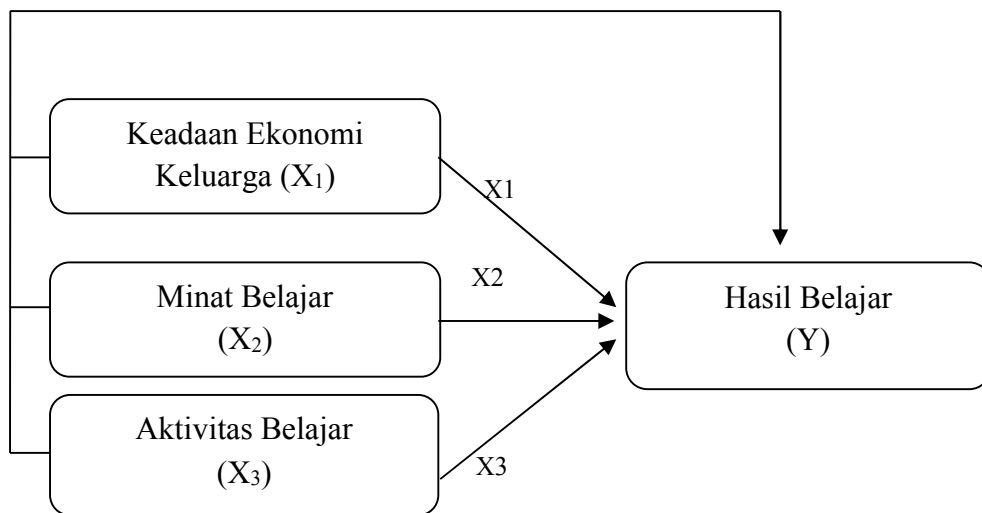 Keadaan Ekonomi
Keluarga (X₁)
X1
Minat Belajar
(X₂)
X2
Aktivitas Belajar
(X₃)
X3
Hasil Belajar
(Y)